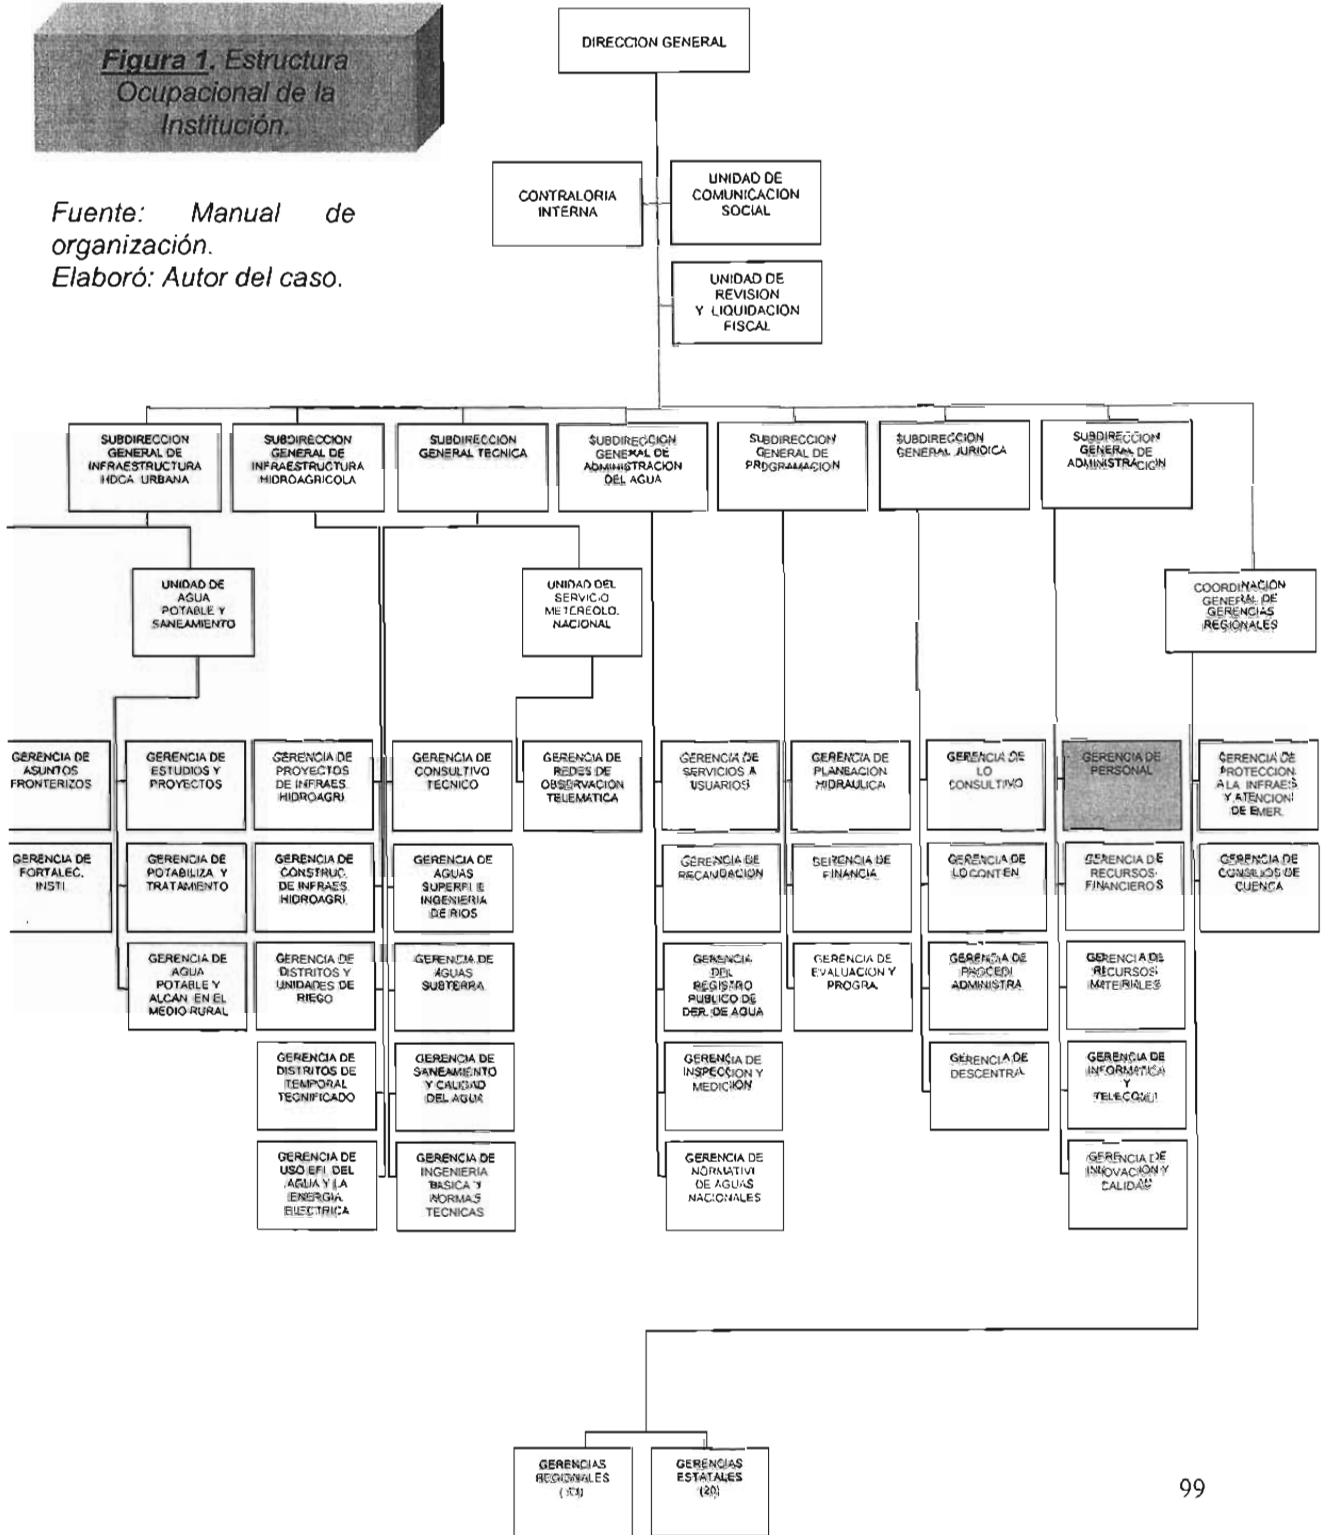 Figura 1. Estructura
Ocupacional de la
Institución.
Fuente: Manual de
organización.
Elaboró: Autor del caso.
DIRECCION GENERAL
CONTRALORIA
INTERNA
UNIDAD DE
COMUNICACION
SOCIAL
UNIDAD DE
REVISION
Y LIQUIDACION
FISCAL
SUBDIRECCION
GENERAL DE
INFRAESTRUCTURA
HDCA. URBANA
SUBDIRECCION
GENERAL DE
INFRAESTRUCTURA
HIDROAGRICOLA
SUBDIRECCION
GENERAL TECNICA
SUBDIRECCION
GENERAL DE
ADMINISTRACION
DEL AGUA
SUBDIRECCION
GENERAL DE
PROGRAMACION
SUBDIRECCION
GENERAL JURIDICA
SUBDIRECCION
GENERAL DE
ADMINISTRACION
UNIDAD DE
AGUA
POTABLE Y
SANEAMIENTO
UNIDAD DEL
SERVICIO
METEREOLO.
NACIONAL
COORDINACION
GENERAL DE
GERENCIAS
REGIONALES
GERENCIA DE
ASUNTOS
FRONTERIZOS
GERENCIA DE
ESTUDIOS Y
PROYECTOS
GERENCIA DE
PROYECTOS
DE INFRAES.
HIDROAGRI.
GERENCIA DE
CONSULTIVO
TECNICO
GERENCIA DE
REDES DE
OBSERVACION
TELEMATICA
GERENCIA DE
SERVICIOS A
USUARIOS
GERENCIA DE
PLANEACION
HIDRAULICA
GERENCIA DE
LO
CONSULTIVO
GERENCIA DE
PERSONAL
GERENCIA DE
PROTECCION
A LA INFRAES
Y ATENCION
DE EMER.
GERENCIA DE
FORTALEC.
INSTI.
GERENCIA DE
POTABILIZA Y
TRATAMIENTO
GERENCIA DE
CONSTRUC.
DE INFRAES.
HIDROAGRI.
GERENCIA DE
AGUAS
SUPERFI E
INGENIERIA
DE RIOS
GERENCIA DE
RECAUDACION
GERENCIA DE
FINANCIA.
GERENCIA DE
LO CONTEN
GERENCIA DE
RECURSOS
FINANCIEROS
GERENCIA DE
CONSEJOS DE
CUENCA
GERENCIA DE
AGUA
POTABLE Y
ALCAN. EN EL
MEDIO RURAL
GERENCIA DE
DISTRITOS Y
UNIDADES DE
RIEGO
GERENCIA DE
AGUAS
SUBTERRA
GERENCIA
DEL
REGISTRO
PUBLICO DE
DER. DE AGUA
GERENCIA DE
EVALUACION Y
PROGRA.
GERENCIA DE
PROCEDI
ADMINISTRA
GERENCIA DE
RECURSOS
MATERIALES
GERENCIA DE
DISTRITOS DE
TEMPORAL
TECNIFICADO
GERENCIA DE
SANEAMIENTO
Y CALIDAD
DEL AGUA
GERENCIA DE
INSPECCION Y
MEDICION
GERENCIA DE
DESCENTRA.
GERENCIA DE
INFORMATICA
Y
TELECOMU
GERENCIA DE
USO EFI. DEL
AGUA Y LA
ENERGIA
ELECTRICA
GERENCIA DE
INGENIERIA
BASICA Y
NORMAS
TECNICAS
GERENCIA DE
NORMATIVI
DE AGUAS
NACIONALES
GERENCIA DE
INNOVACION Y
CALIDAD
GERENCIAS
REGIONALES
GERENCIAS
ESTATALES
(20)
99